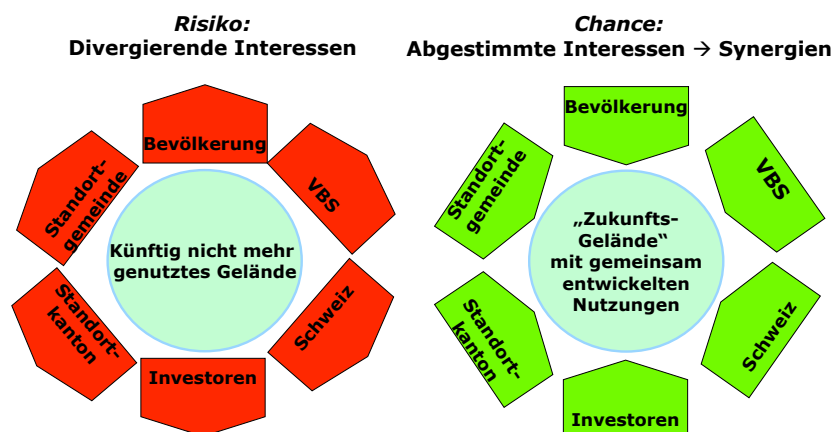 Risiko:
Divergierende Interessen
Bevölkerung
VBS
Schweiz
Investoren
Standort-
kanton
Standort-
gemeinde
Künftig nicht mehr
genutztes Gelände
Chance:
Abgestimmte Interessen → Synergien
Bevölkerung
VBS
Schweiz
Investoren
Standort-
kanton
Standort-
gemeinde
„Zukunfts-
Gelände“
mit gemeinsam
entwickelten
Nutzungen